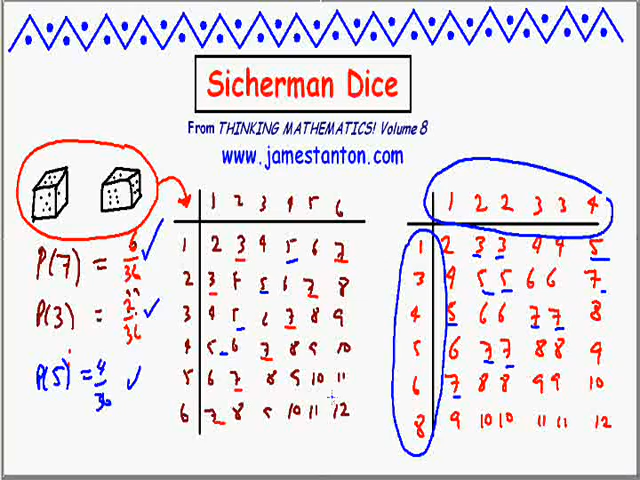 Sicherman Dice
From THINKING MATHEMATICS! Volume 8
www.jamestanton.com
P(7) = 6/36
P(3) = 2/36
P(5) = 4/36
1 2 3 4 5 6
1 2 3 4 5 6 7
2 3 4 5 6 7 8
3 4 5 6 7 8 9
4 5 6 7 8 9 10
5 6 7 8 9 10 11
6 7 8 9 10 11 12
1 2 2 3 3 4
1 2 3 3 4 4 5
3 4 5 5 6 6 7
4 5 6 6 7 7 8
5 6 7 7 8 8 9
6 7 8 8 9 9 10
8 9 10 10 11 11 12